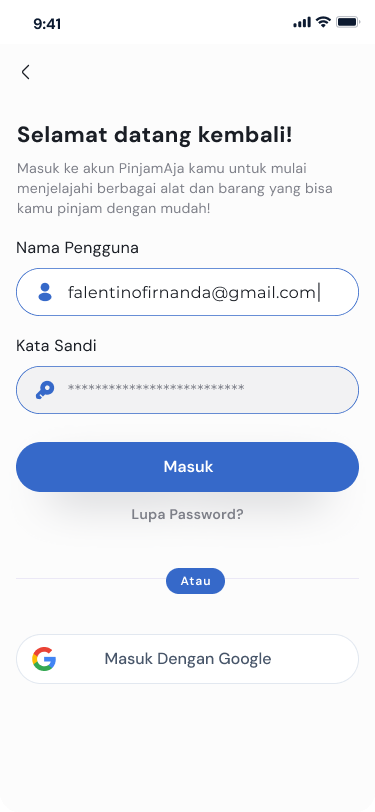 9:41
Selamat datang kembali!
Masuk ke akun PinjamAja kamu untuk mulai
menjelajahi berbagai alat dan barang yang bisa
kamu pinjam dengan mudah!
Nama Pengguna
falentinofirnanda@gmail.com
Kata Sandi
**************************
Masuk
Lupa Password?
Atau
Masuk Dengan Google